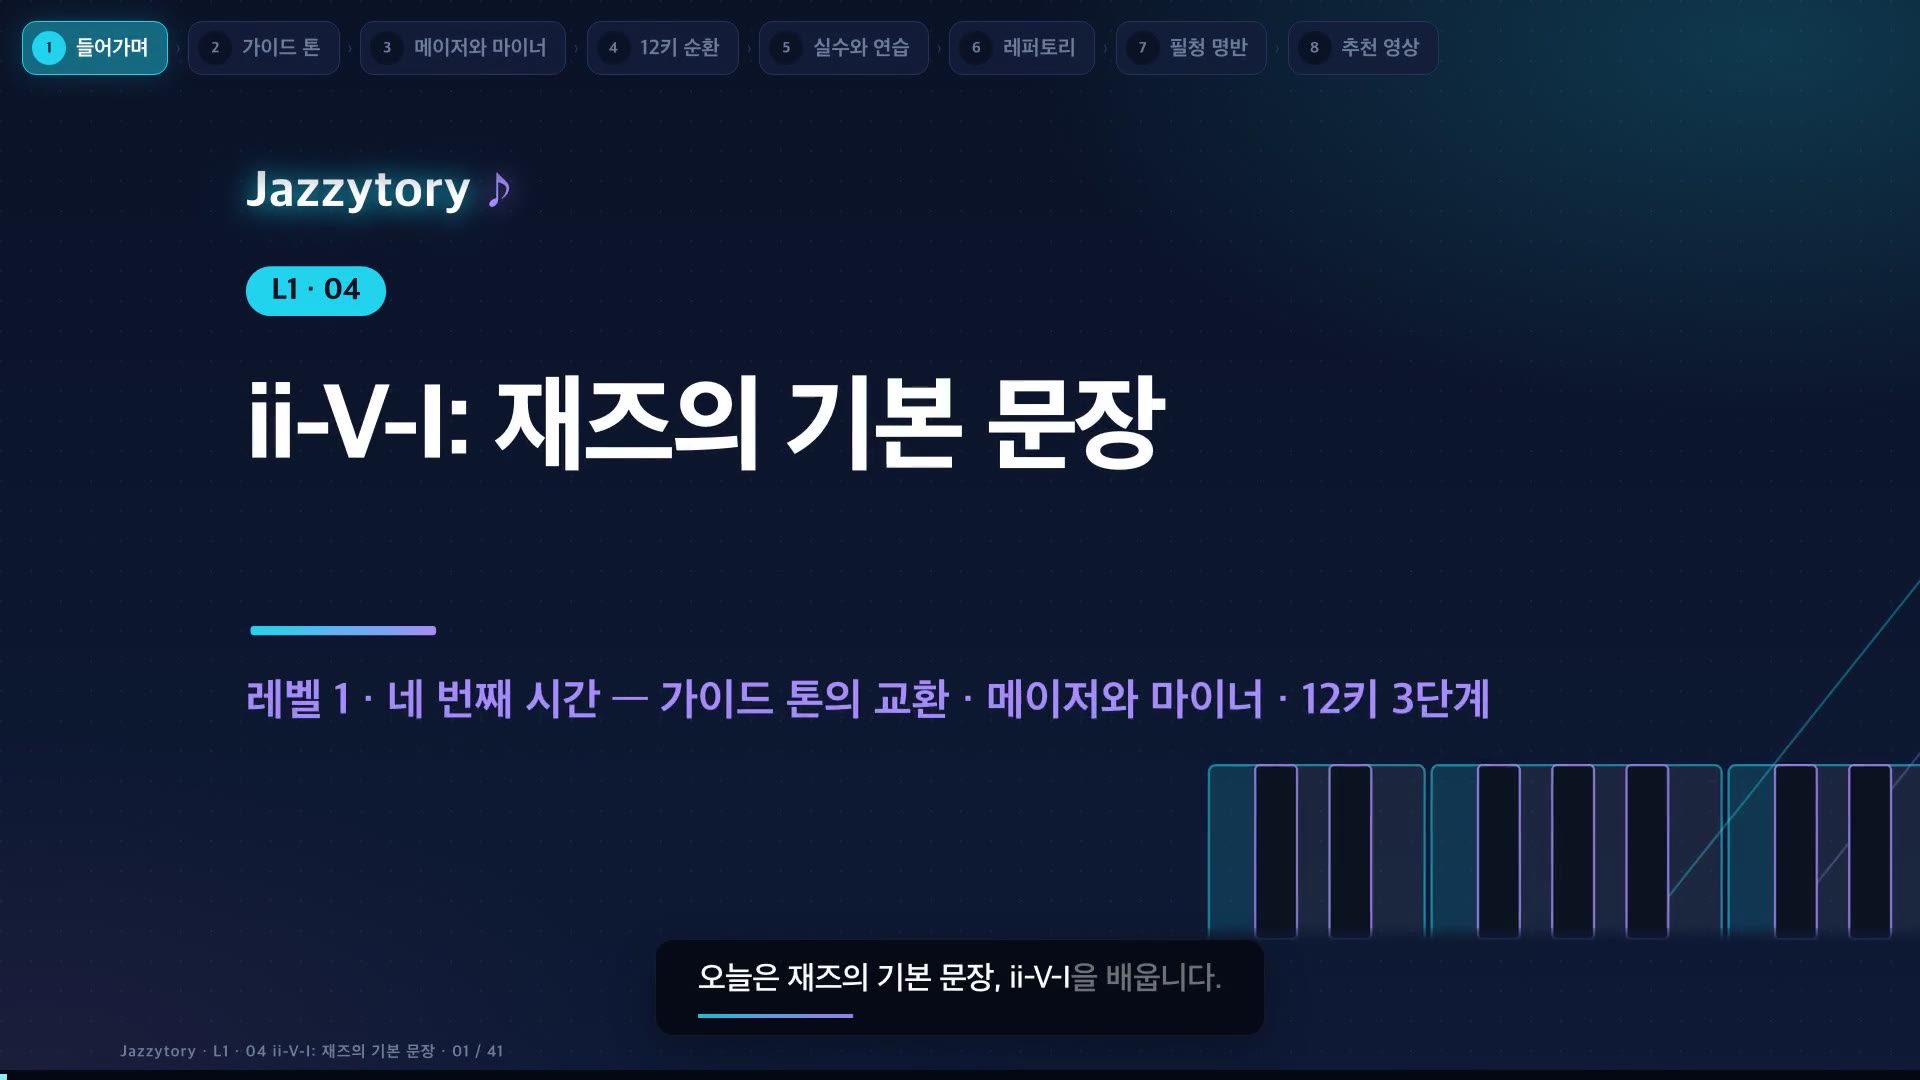 1 들어가며 › 2 가이드 톤 › 3 메이저와 마이너 › 4 12키 순환 › 5 실수와 연습 › 6 레퍼토리 › 7 필청 명반 › 8 추천 영상
Jazzytory ♪
L1 · 04
ii-V-I: 재즈의 기본 문장
레벨 1 · 네 번째 시간 — 가이드 톤의 교환 · 메이저와 마이너 · 12키 3단계
오늘은 재즈의 기본 문장, ii-V-I을 배웁니다.
Jazzytory · L1 · 04 ii-V-I: 재즈의 기본 문장 · 01 / 41